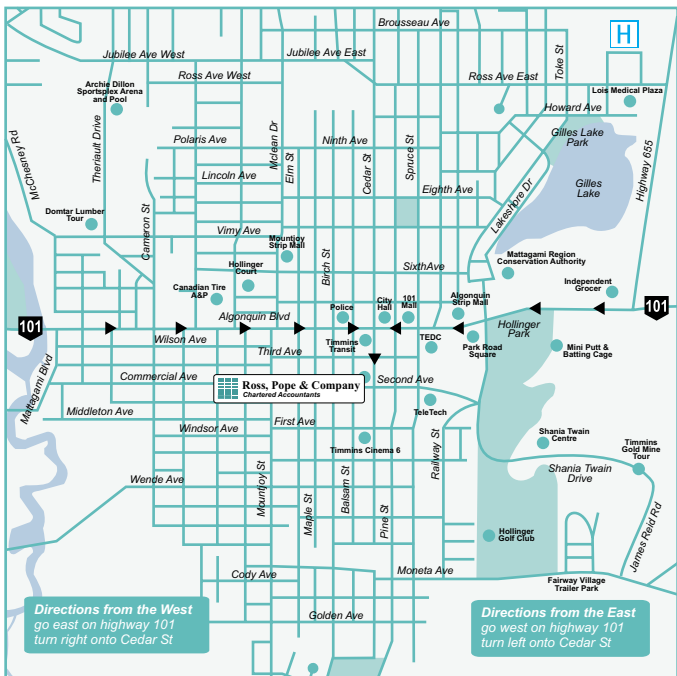 Brousseau Ave
H
Jubilee Ave West
Jubilee Ave East
Toke St
Ross Ave West
Ross Ave East
Archie Dillon
Sportsplex Arena
and Pool
Lois Medical Plaza
Howard Ave
Mcchesney Rd
Theriault Drive
Polaris Ave
Mclean Dr
Elm St
Ninth Ave
Cedar St
Spruce St
Gilles Lake
Park
Highway 655
Lincoln Ave
Eighth Ave
Lakeshore Dr
Gilles
Lake
Domtar Lumber
Tour
Cameron St
Vimy Ave
Mountjoy
Strip Mall
Birch St
Hollinger
Court
SixthAve
Mattagami Region
Conservation Authority
Canadian Tire
A&P
Independent
Grocer
Algonquin Blvd
Police
City
Hall
101
Mall
Algonquin
Strip Mall
101
101
Wilson Ave
Timmins
Transit
Hollinger
Park
Third Ave
TEDC
Park Road
Square
Mini Putt &
Batting Cage
Mattagami Blvd
Commercial Ave
Ross, Pope & Company
Chartered Accountants
Second Ave
Middleton Ave
TeleTech
Windsor Ave
First Ave
Timmins Cinema 6
Railway St
Shania Twain
Centre
Timmins
Gold Mine
Tour
Wende Ave
Mountjoy St
Maple St
Balsam St
Pine St
Shania Twain
Drive
James Reid Rd
Hollinger
Golf Club
Cody Ave
Moneta Ave
Fairway Village
Trailer Park
Golden Ave
Directions from the West
go east on highway 101
turn right onto Cedar St
Directions from the East
go west on highway 101
turn left onto Cedar St